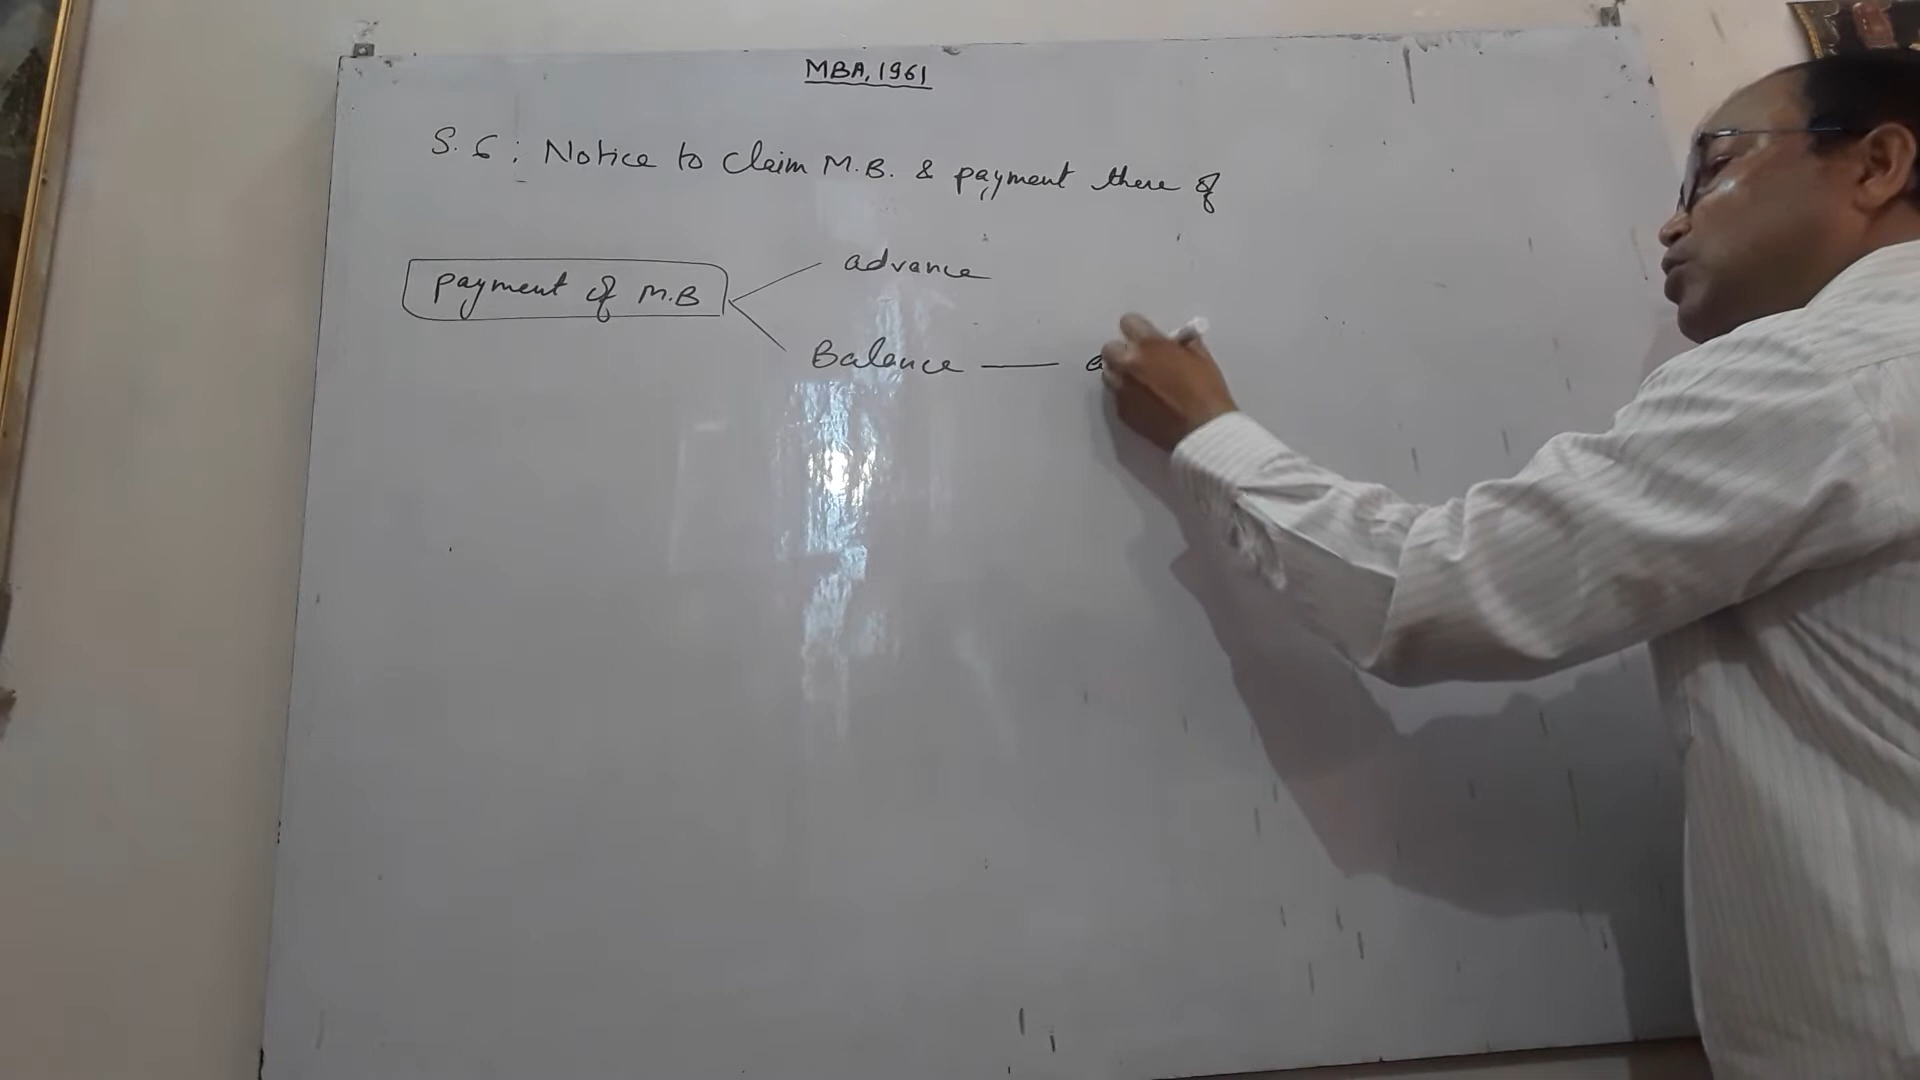 MBA, 1961
S. 6 : Notice to claim M.B. & payment there of
payment of M.B
advance
Balance —